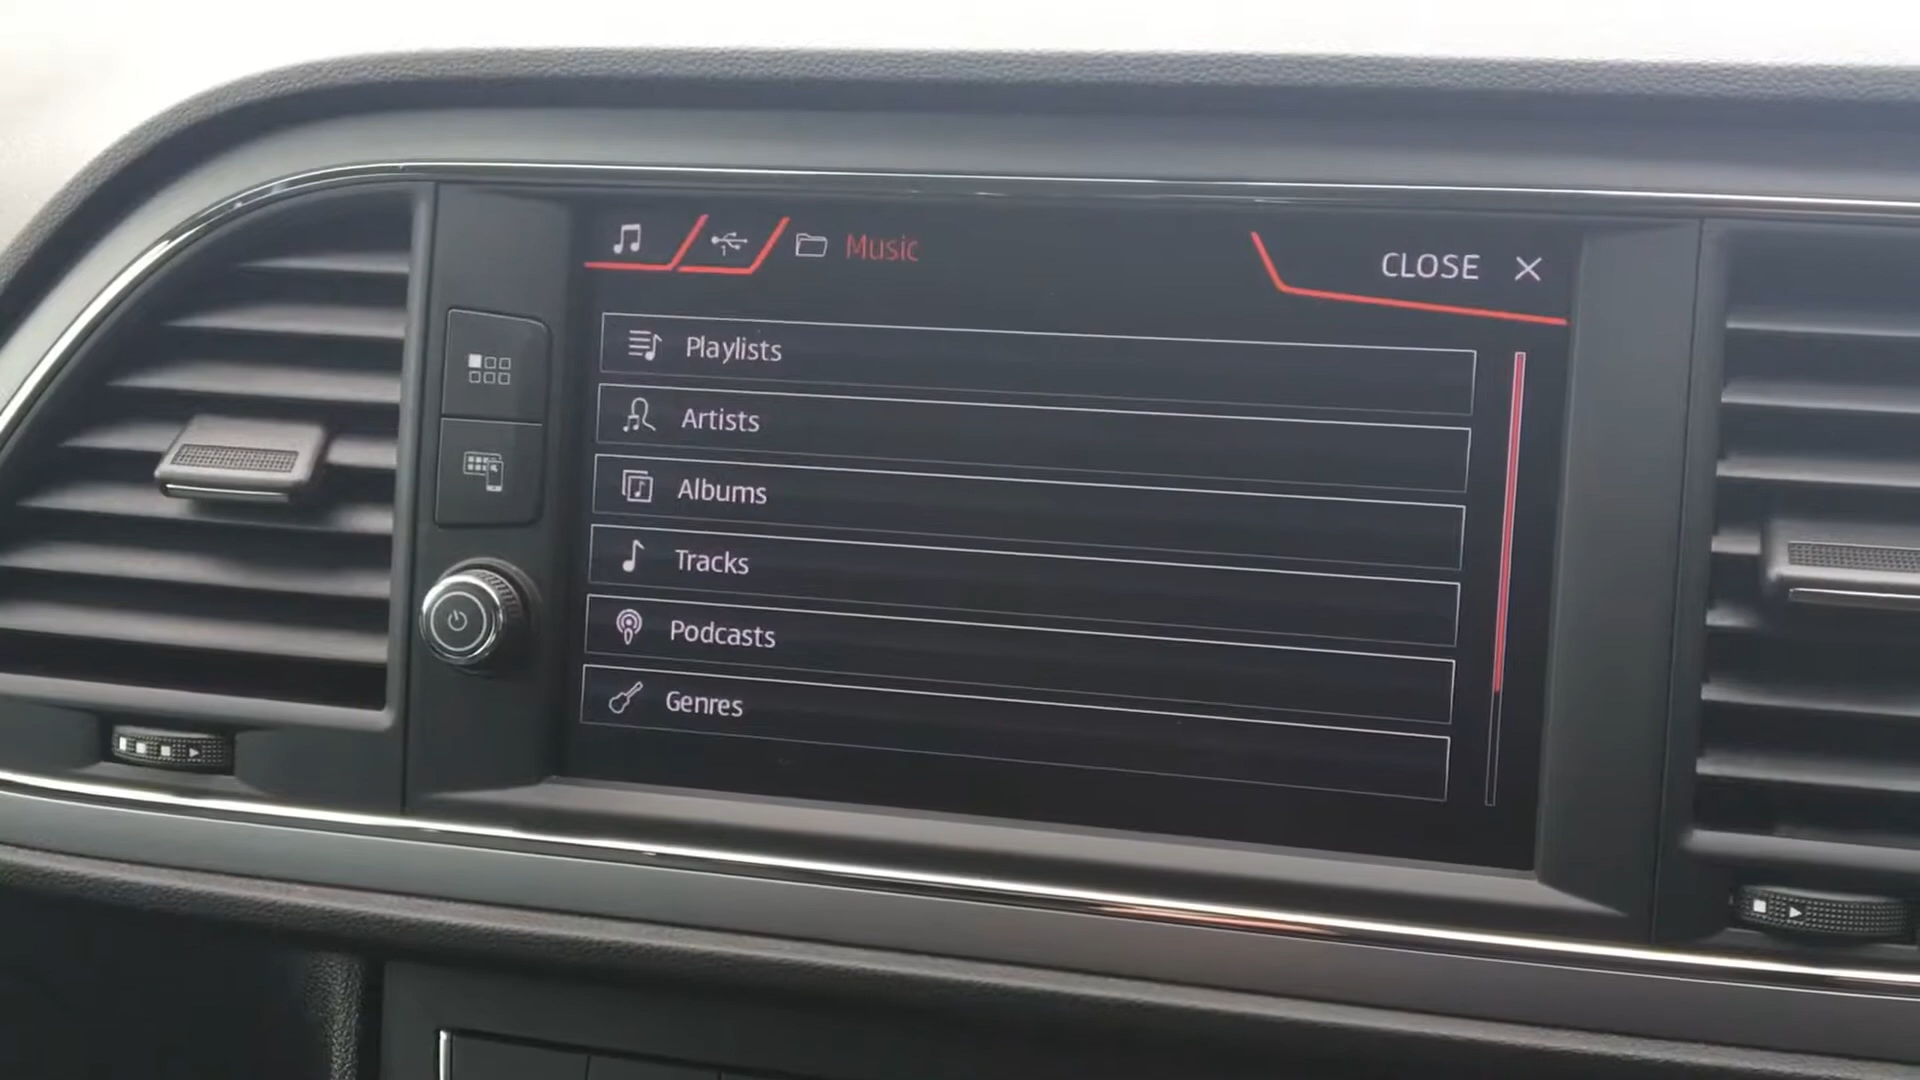 Music
CLOSE
Playlists
Artists
Albums
Tracks
Podcasts
Genres